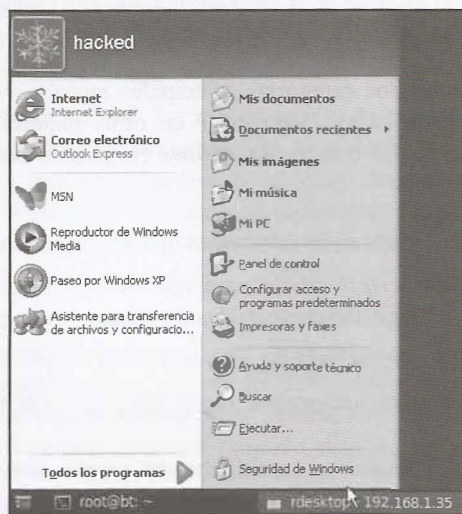 hacked
Internet
Internet Explorer
Correo electrónico
Outlook Express
MSN
Reproductor de Windows
Media
Paseo por Windows XP
Asistente para transferencia
de archivos y configuracio...
Todos los programas
Mis documentos
Documentos recientes
Mis imágenes
Mi música
Mi PC
Panel de control
Configurar acceso y
programas predeterminados
Impresoras y faxes
Ayuda y soporte técnico
Buscar
Ejecutar...
Seguridad de Windows
root@bt: ~
rdesktop 192.168.1.35